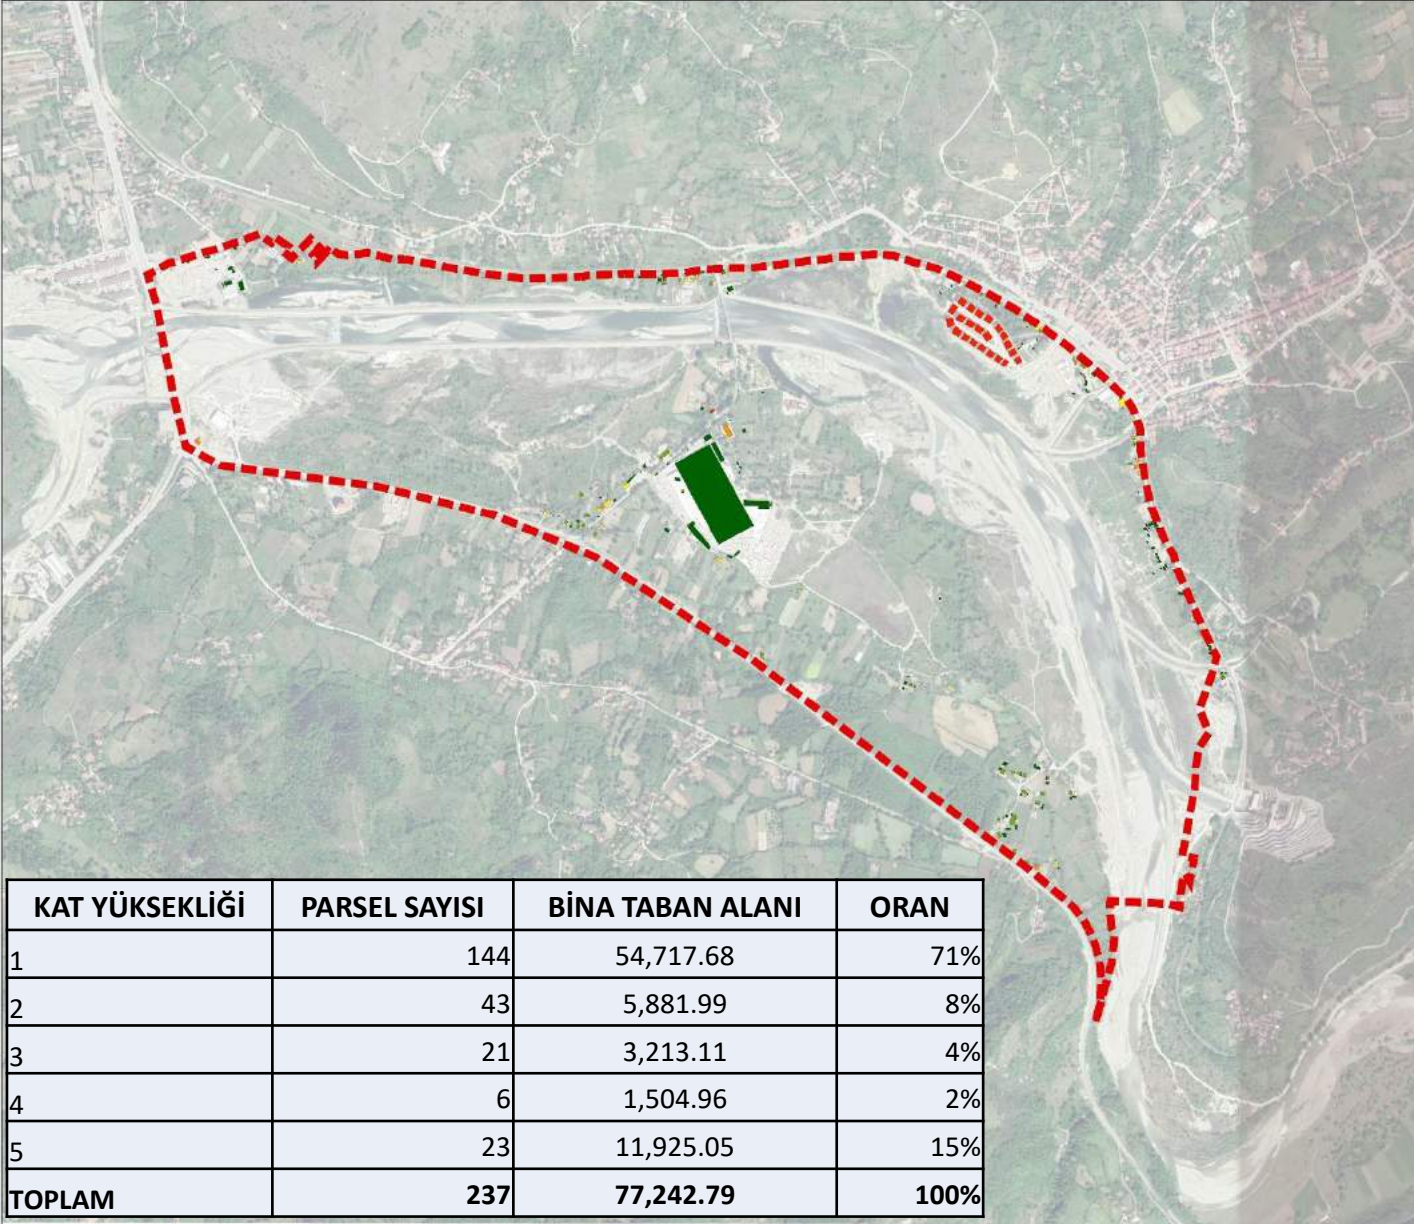 KAT YÜKSEKLİĞİ PARSEL SAYISI BİNA TABAN ALANI ORAN
1 144 54,717.68 71%
2 43 5,881.99 8%
3 21 3,213.11 4%
4 6 1,504.96 2%
5 23 11,925.05 15%
TOPLAM 237 77,242.79 100%